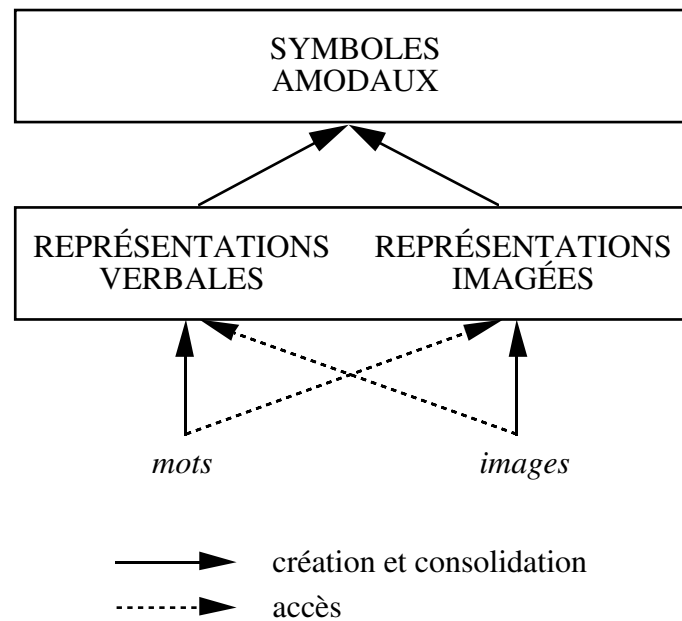 SYMBOLES
AMODAUX
REPRÉSENTATIONS VERBALES
REPRÉSENTATIONS IMAGÉES
mots
images
création et consolidation
accès